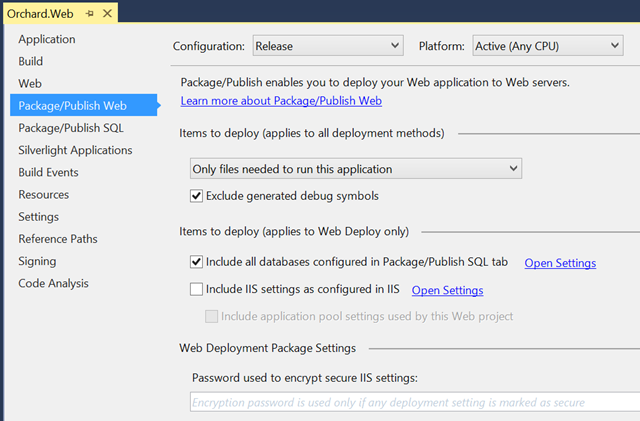 Orchard.Web
Application
Build
Web
Package/Publish Web
Package/Publish SQL
Silverlight Applications
Build Events
Resources
Settings
Reference Paths
Signing
Code Analysis
Configuration: Release Platform: Active (Any CPU)
Package/Publish enables you to deploy your Web application to Web servers.
Learn more about Package/Publish Web
Items to deploy (applies to all deployment methods)
Only files needed to run this application
Exclude generated debug symbols
Items to deploy (applies to Web Deploy only)
Include all databases configured in Package/Publish SQL tab Open Settings
Include IIS settings as configured in IIS Open Settings
Include application pool settings used by this Web project
Web Deployment Package Settings
Password used to encrypt secure IIS settings:
Encryption password is used only if any deployment setting is marked as secure